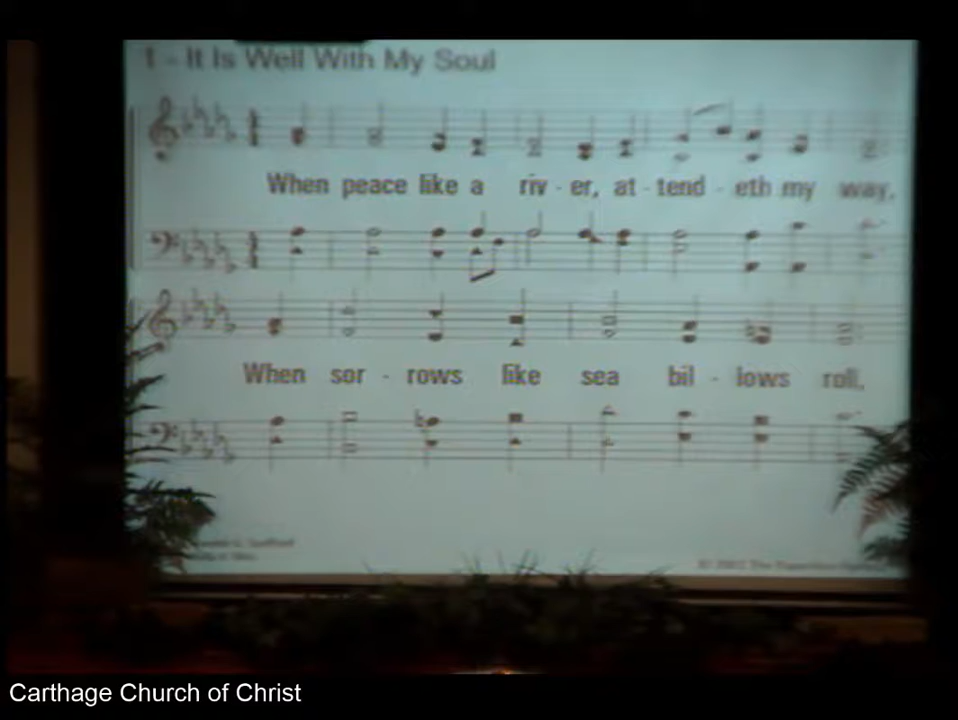 1 - It Is Well With My Soul
When peace like a riv - er, at - tend - eth my way,
When sor - rows like sea bil - lows roll,
Carthage Church of Christ